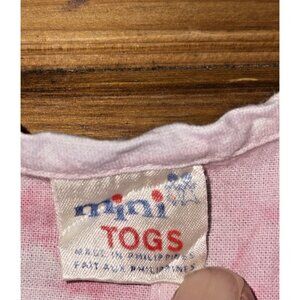 mini
TOGS
MADE IN PHILIPPINES
FAIT AUX PHILIPPINES